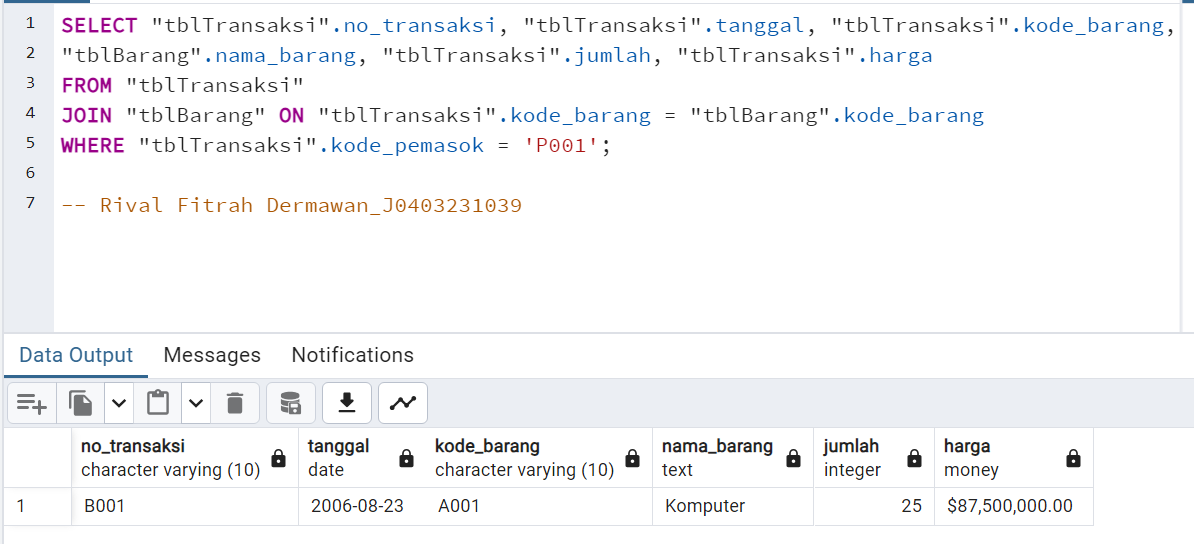 1 SELECT "tblTransaksi".no_transaksi, "tblTransaksi".tanggal, "tblTransaksi".kode_barang,
2 "tblBarang".nama_barang, "tblTransaksi".jumlah, "tblTransaksi".harga
3 FROM "tblTransaksi"
4 JOIN "tblBarang" ON "tblTransaksi".kode_barang = "tblBarang".kode_barang
5 WHERE "tblTransaksi".kode_pemasok = 'P001';
6
7 -- Rival Fitrah Dermawan_J0403231039
Data Output Messages Notifications
no_transaksi tanggal kode_barang nama_barang jumlah harga
character varying (10) date character varying (10) text integer money
1 B001 2006-08-23 A001 Komputer 25 $87,500,000.00